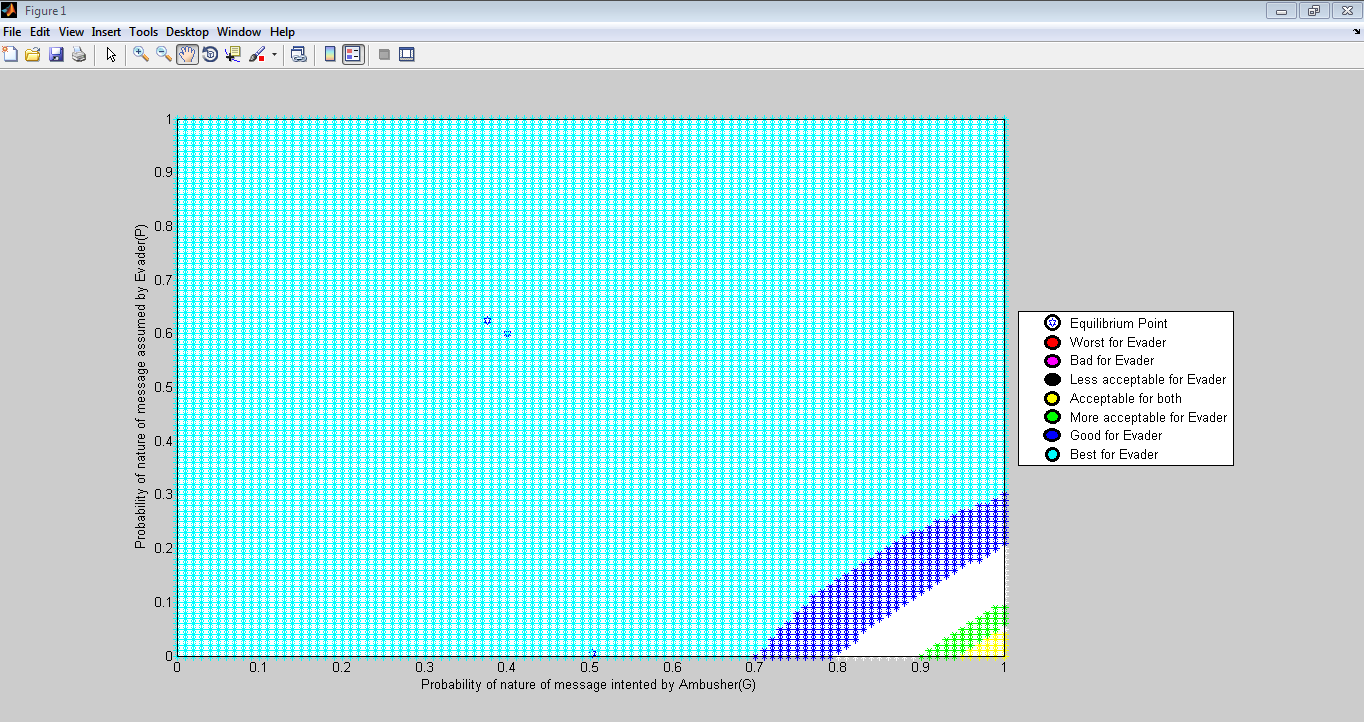 Figure 1
File Edit View Insert Tools Desktop Window Help
1
0.9
0.8
0.7
0.6
0.5
0.4
0.3
0.2
0.1
0
0 0.1 0.2 0.3 0.4 0.5 0.6 0.7 0.8 0.9 1
Probability of nature of message assumed by Evader(P)
Probability of nature of message intented by Ambusher(G)
Equilibrium Point
Worst for Evader
Bad for Evader
Less acceptable for Evader
Acceptable for both
More acceptable for Evader
Good for Evader
Best for Evader